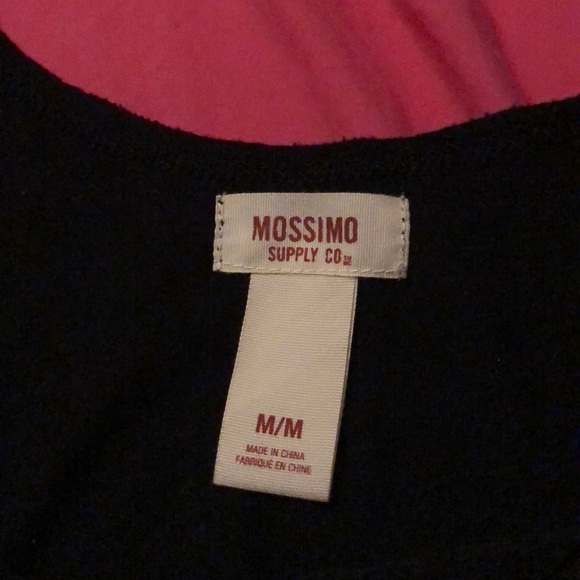 MOSSIMO
SUPPLY CO.
M/M
MADE IN CHINA
FABRIQUÉ EN CHINE